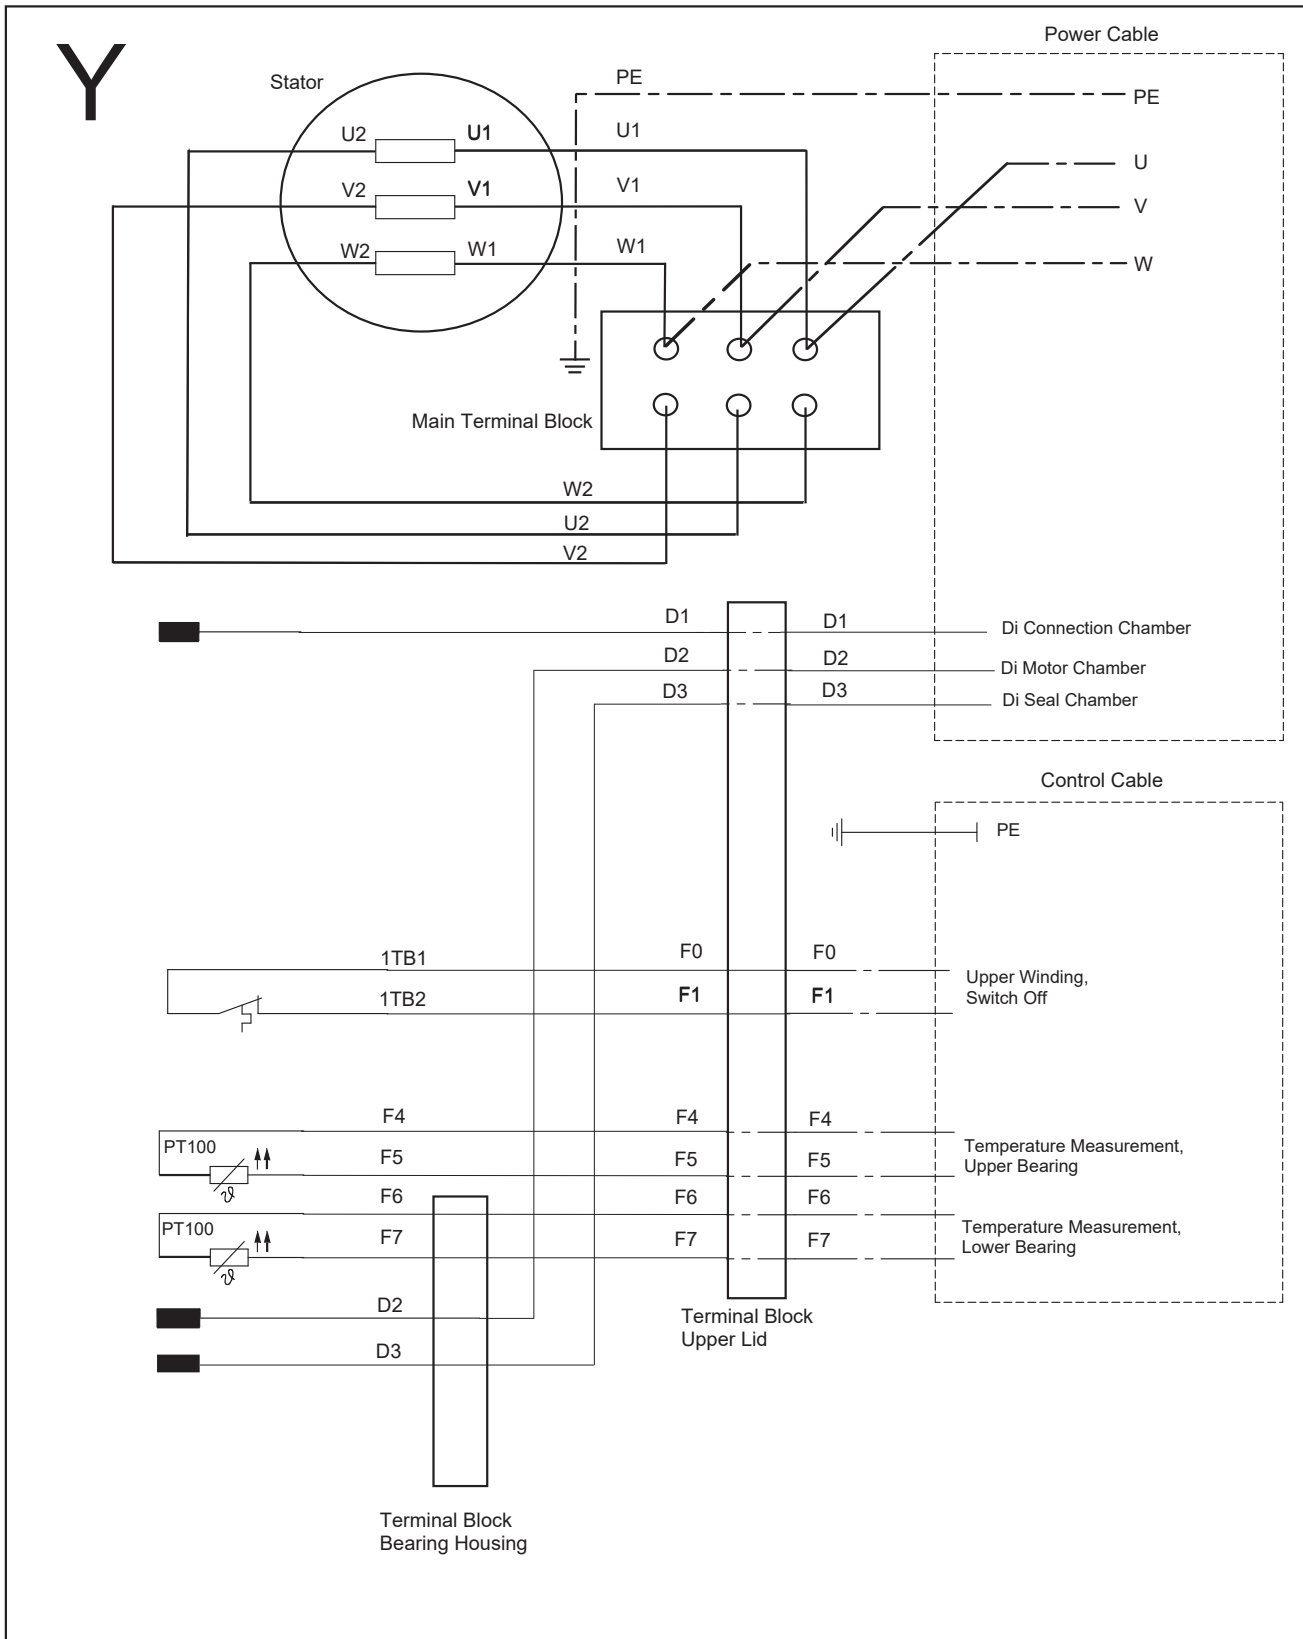 Y
Power Cable
Stator
PE
PE
U2 U1 U1
U
V2 V1 V1
V
W2 W1 W1
W
Main Terminal Block
W2
U2
V2
D1 D1 Di Connection Chamber
D2 D2 Di Motor Chamber
D3 D3 Di Seal Chamber
Control Cable
PE
1TB1 F0 F0
Upper Winding,
Switch Off
1TB2 F1 F1
F4 F4 F4
PT100
Temperature Measurement,
Upper Bearing
F5 F5 F5
ϑ
F6 F6 F6
PT100
Temperature Measurement,
Lower Bearing
F7 F7 F7
ϑ
D2
Terminal Block
Upper Lid
D3
Terminal Block
Bearing Housing